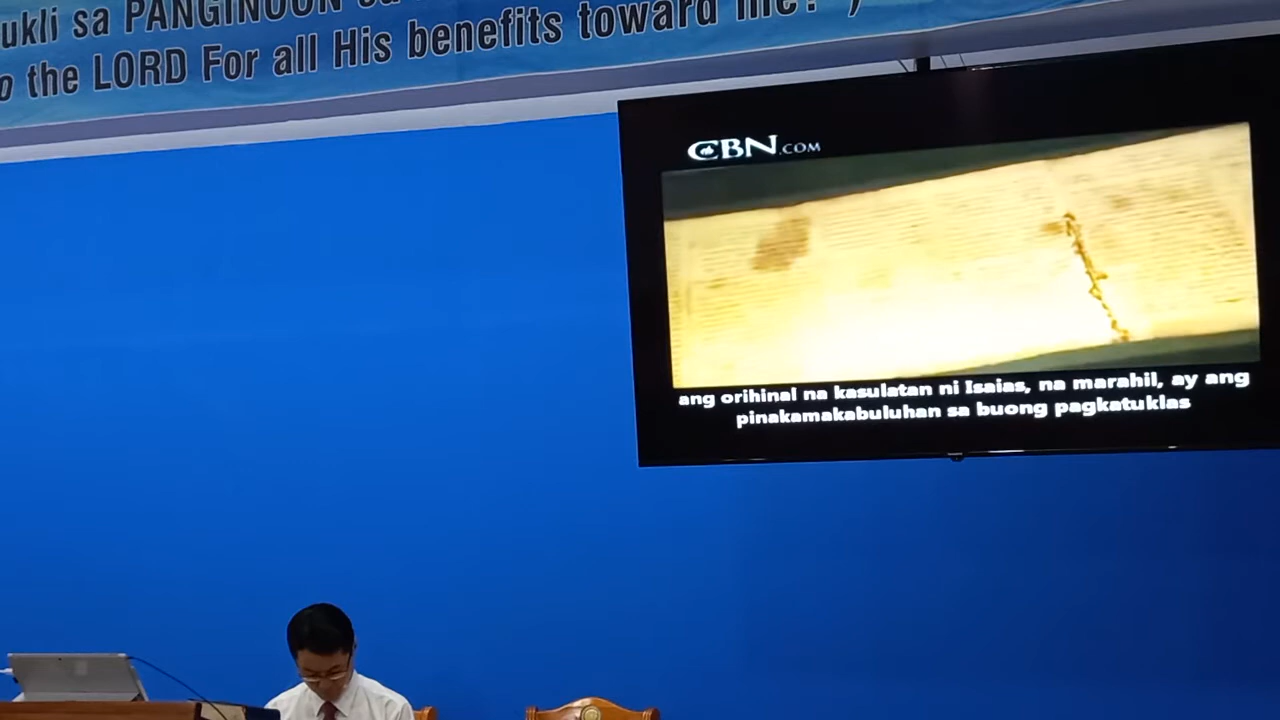 ukli sa PANGINOON sa
o the LORD For all His benefits toward me?")
CBN.COM
ang orihinal na kasulatan ni Isaias, na marahil, ay ang
pinakamakabuluhan sa buong pagkatuklas